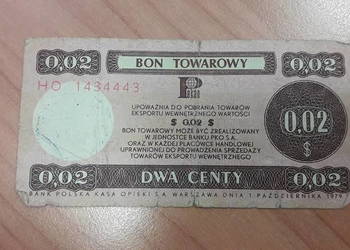 0,02 BON TOWAROWY 0,02
HO 1434443
P
UPOWAŻNIA DO POBRANIA TOWARÓW
EKSPORTU WEWNĘTRZNEGO WARTOŚCI
$ 0.02 $
BON TOWAROWY MOŻE BYĆ ZREALIZOWANY
W JEDNOSTCE BANKU PKO S.A.
ORAZ W KAŻDEJ PLACÓWCE HANDLOWEJ
UPRAWNIONEJ DO PROWADZENIA SPRZEDAŻY
TOWARÓW EKSPORTU WEWNĘTRZNEGO
0,02
$
0,02 DWA CENTY 0,02
BANK POLSKA KASA OPIEKI S.A. WARSZAWA DNIA 1 PAŹDZIERNIKA 1979